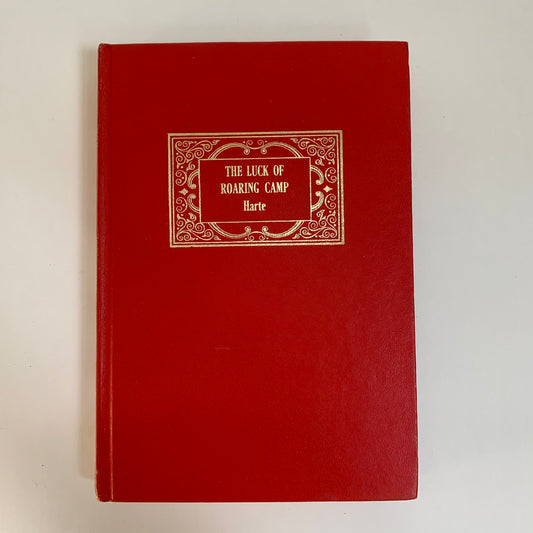 THE LUCK OF
ROARING CAMP
Harte